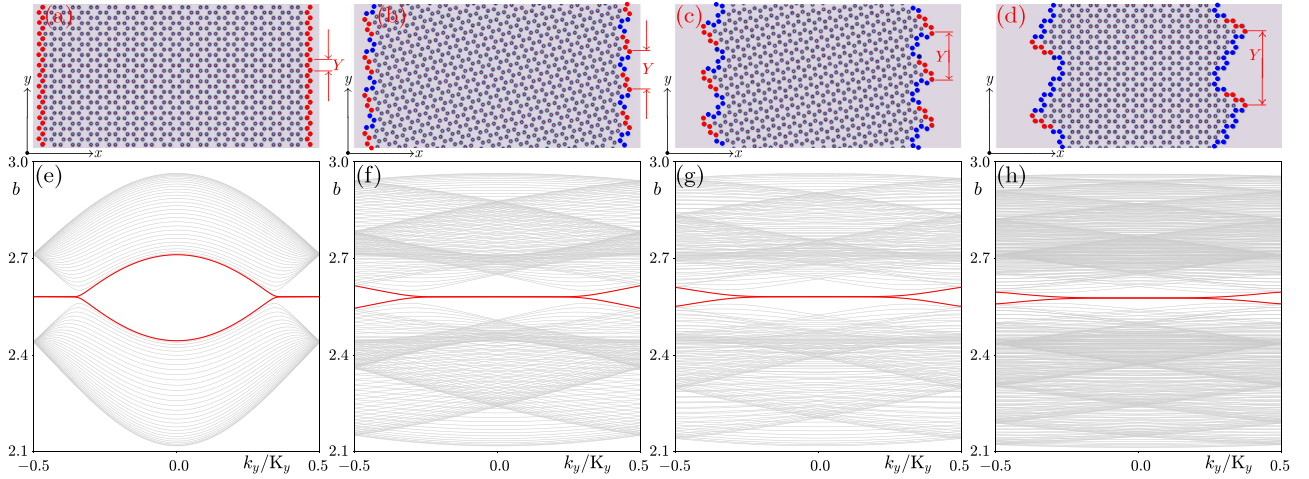 (a)
Y
y
x
(b)
Y
y
x
(c)
Y
y
x
(d)
Y
y
x
(e)
3.0
b
2.7
2.4
2.1
−0.5
0.0
k_y/K_y
0.5
(f)
3.0
b
2.7
2.4
2.1
−0.5
0.0
k_y/K_y
0.5
(g)
3.0
b
2.7
2.4
2.1
−0.5
0.0
k_y/K_y
0.5
(h)
3.0
b
2.7
2.4
2.1
−0.5
0.0
k_y/K_y
0.5